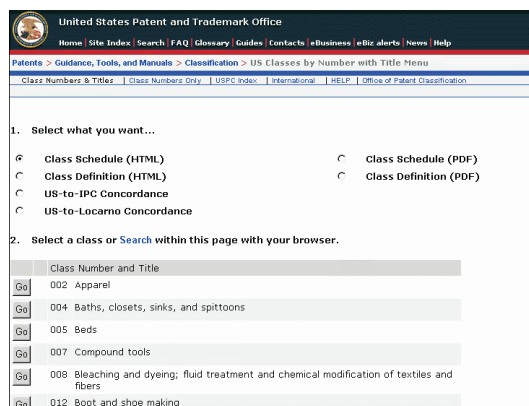 United States Patent and Trademark Office
Home | Site Index | Search | FAQ | Glossary | Guides | Contacts | eBusiness | eBiz alerts | News | Help
Patents > Guidance, Tools, and Manuals > Classification > US Classes by Number with Title Menu
Class Numbers & Titles | Class Numbers Only | USPC Index | International | HELP | Office of Patent Classification
1. Select what you want...
Class Schedule (HTML) Class Schedule (PDF)
Class Definition (HTML) Class Definition (PDF)
US-to-IPC Concordance
US-to-Locarno Concordance
2. Select a class or Search within this page with your browser.
Class Number and Title
Go 002 Apparel
Go 004 Baths, closets, sinks, and spittoons
Go 005 Beds
Go 007 Compound tools
Go 008 Bleaching and dyeing; fluid treatment and chemical modification of textiles and
fibers
Go 012 Boot and shoe making